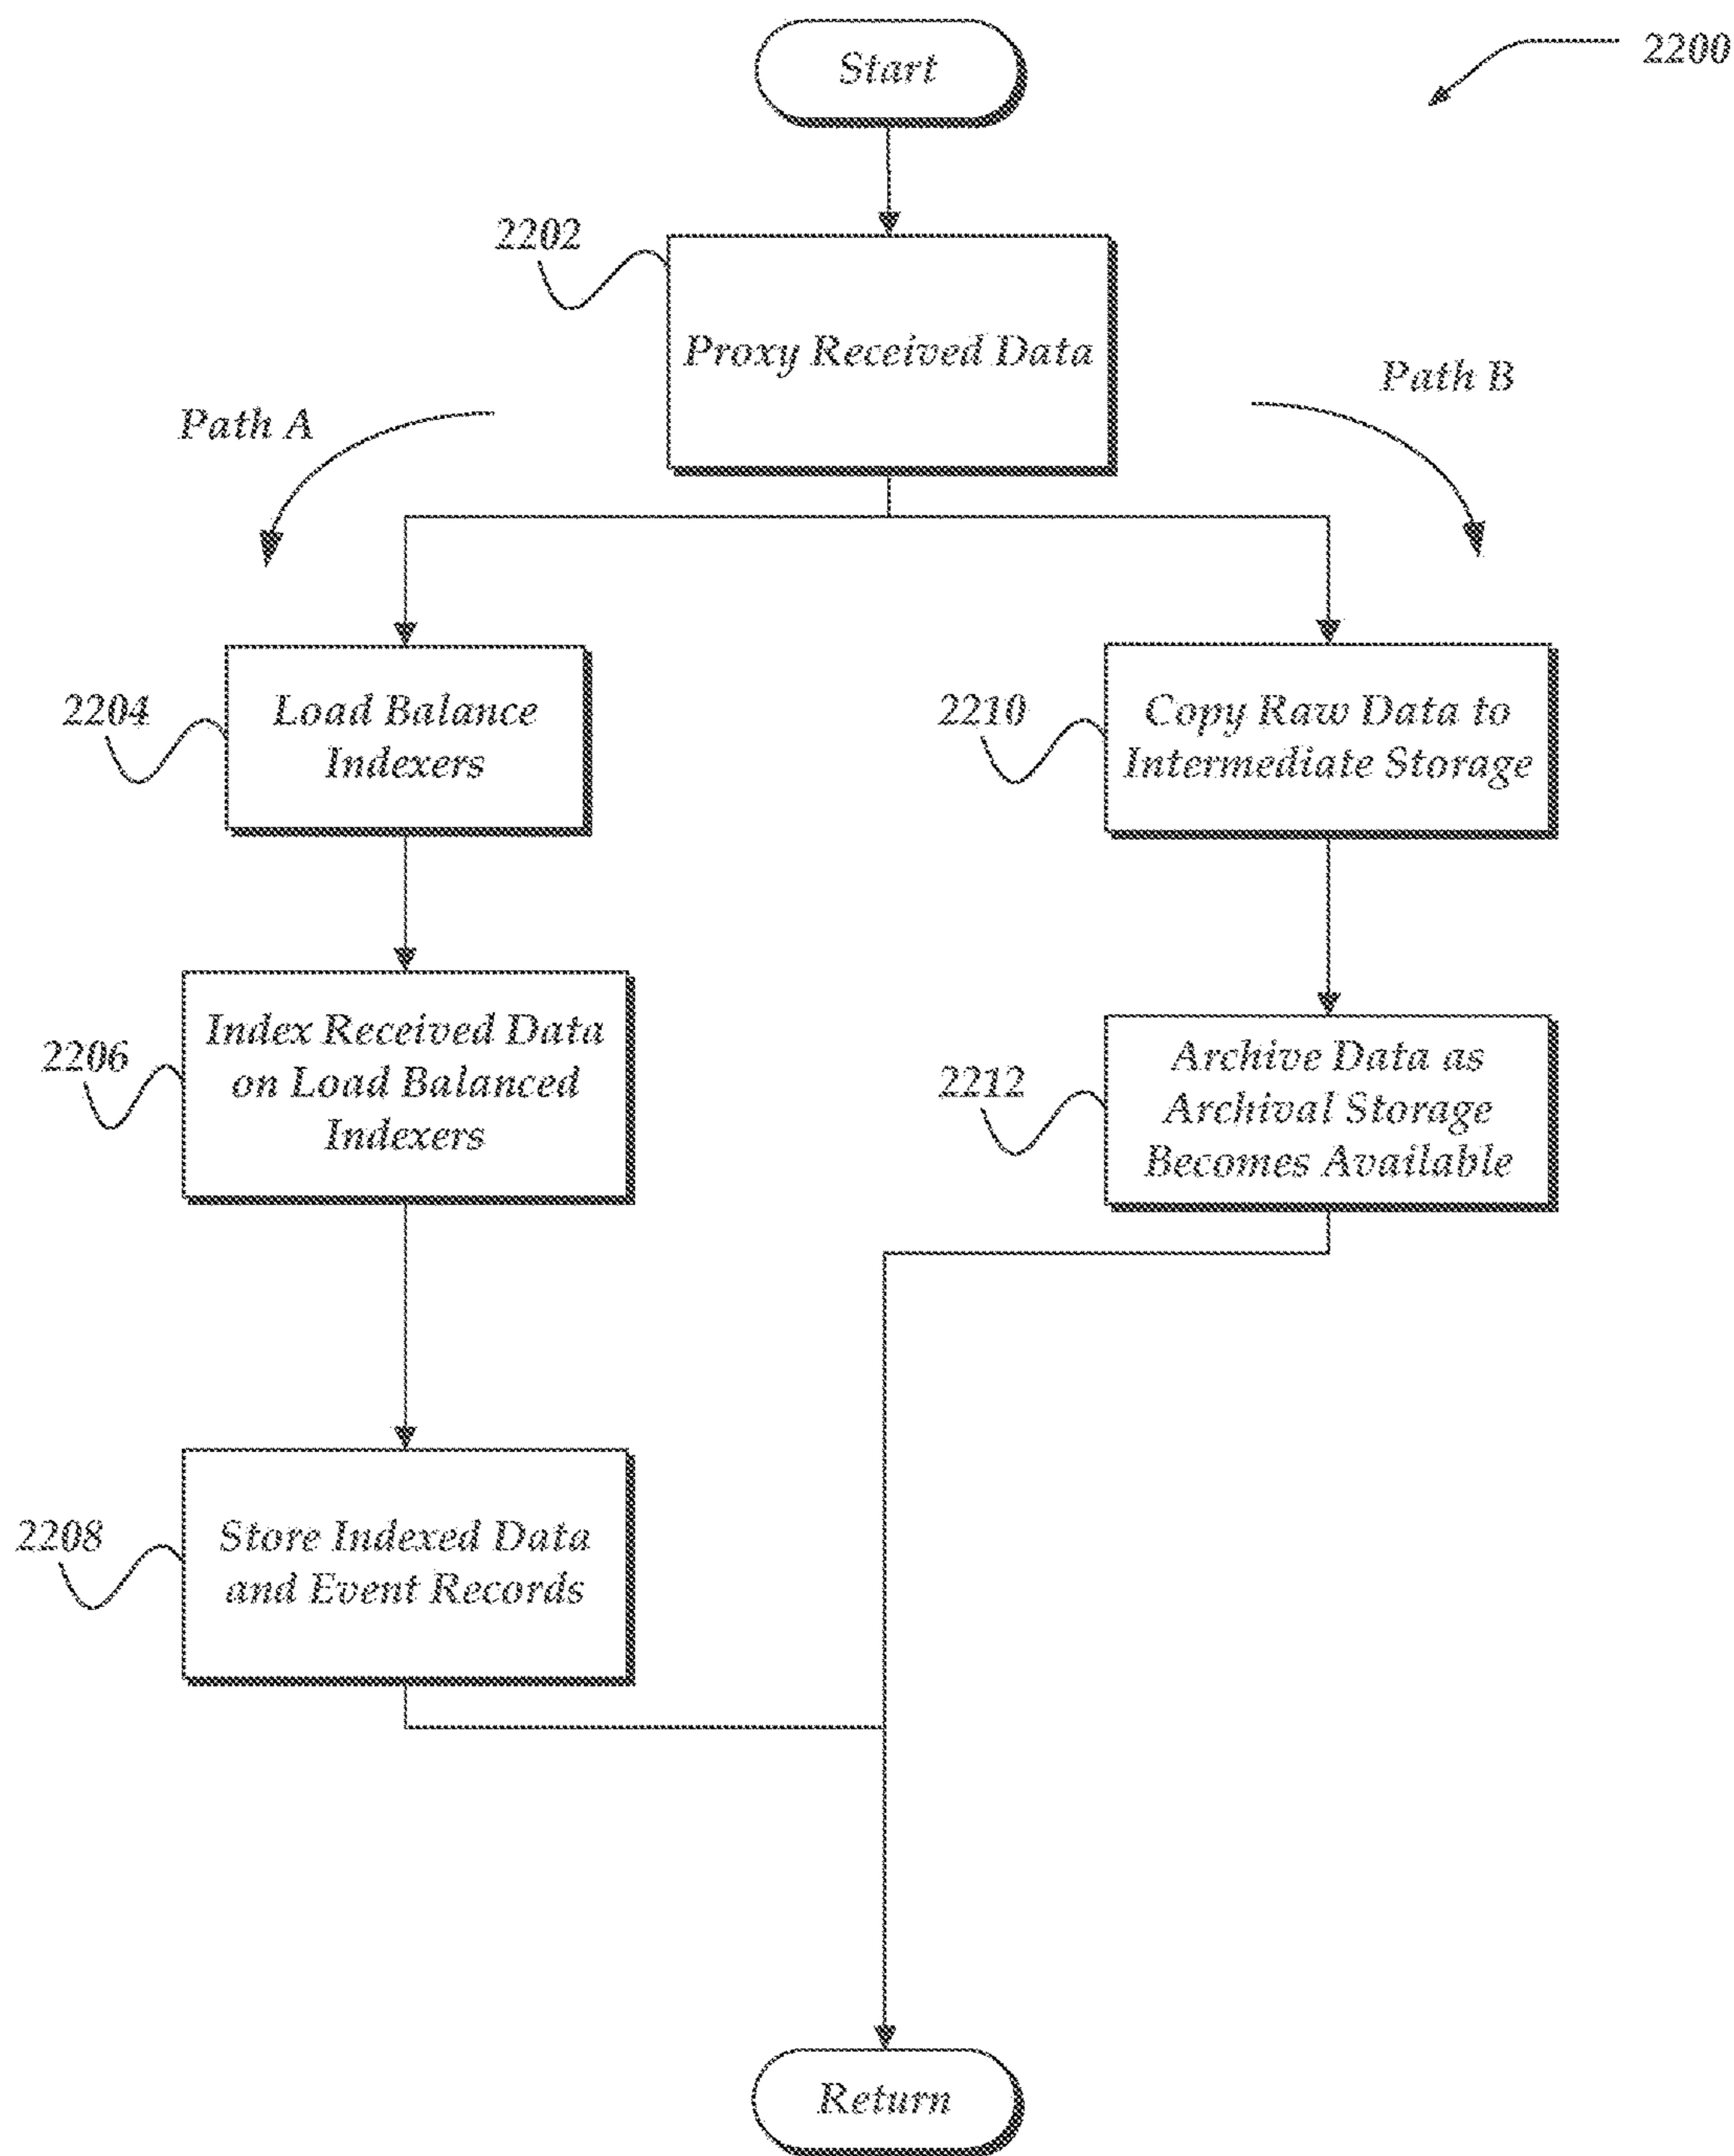 Start
2200
2202
Proxy Received Data
Path A
Path B
2204
Load Balance
Indexers
2210
Copy Raw Data to
Intermediate Storage
2206
Index Received Data
on Load Balanced
Indexers
2212
Archive Data as
Archival Storage
Becomes Available
2208
Store Indexed Data
and Event Records
Return